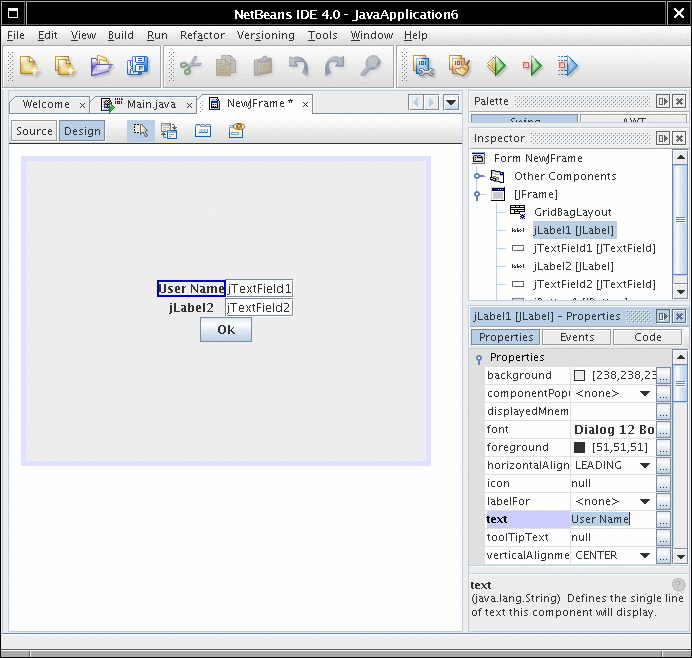 NetBeans IDE 4.0 - JavaApplication6
File Edit View Build Run Refactor Versioning Tools Window Help
Welcome x Main.java x NewJFrame * x
Source Design
User Name jTextField1
jLabel2 jTextField2
Ok
Palette
Swing AWT
Inspector
Form NewJFrame
Other Components
[JFrame]
GridBagLayout
jLabel1 [JLabel]
jTextField1 [JTextField]
jLabel2 [JLabel]
jTextField2 [JTextField]
jButton1 [JButton]
jLabel1 [JLabel] - Properties
Properties Events Code
Properties
background [238,238,23 ...
componentPopu <none> ...
displayedMnem ...
font Dialog 12 Bo ...
foreground [51,51,51] ...
horizontalAlign LEADING ...
icon null ...
labelFor <none> ...
text User Name ...
toolTipText null ...
verticalAlignme CENTER ...
text ?
(java.lang.String) Defines the single line
of text this component will display.